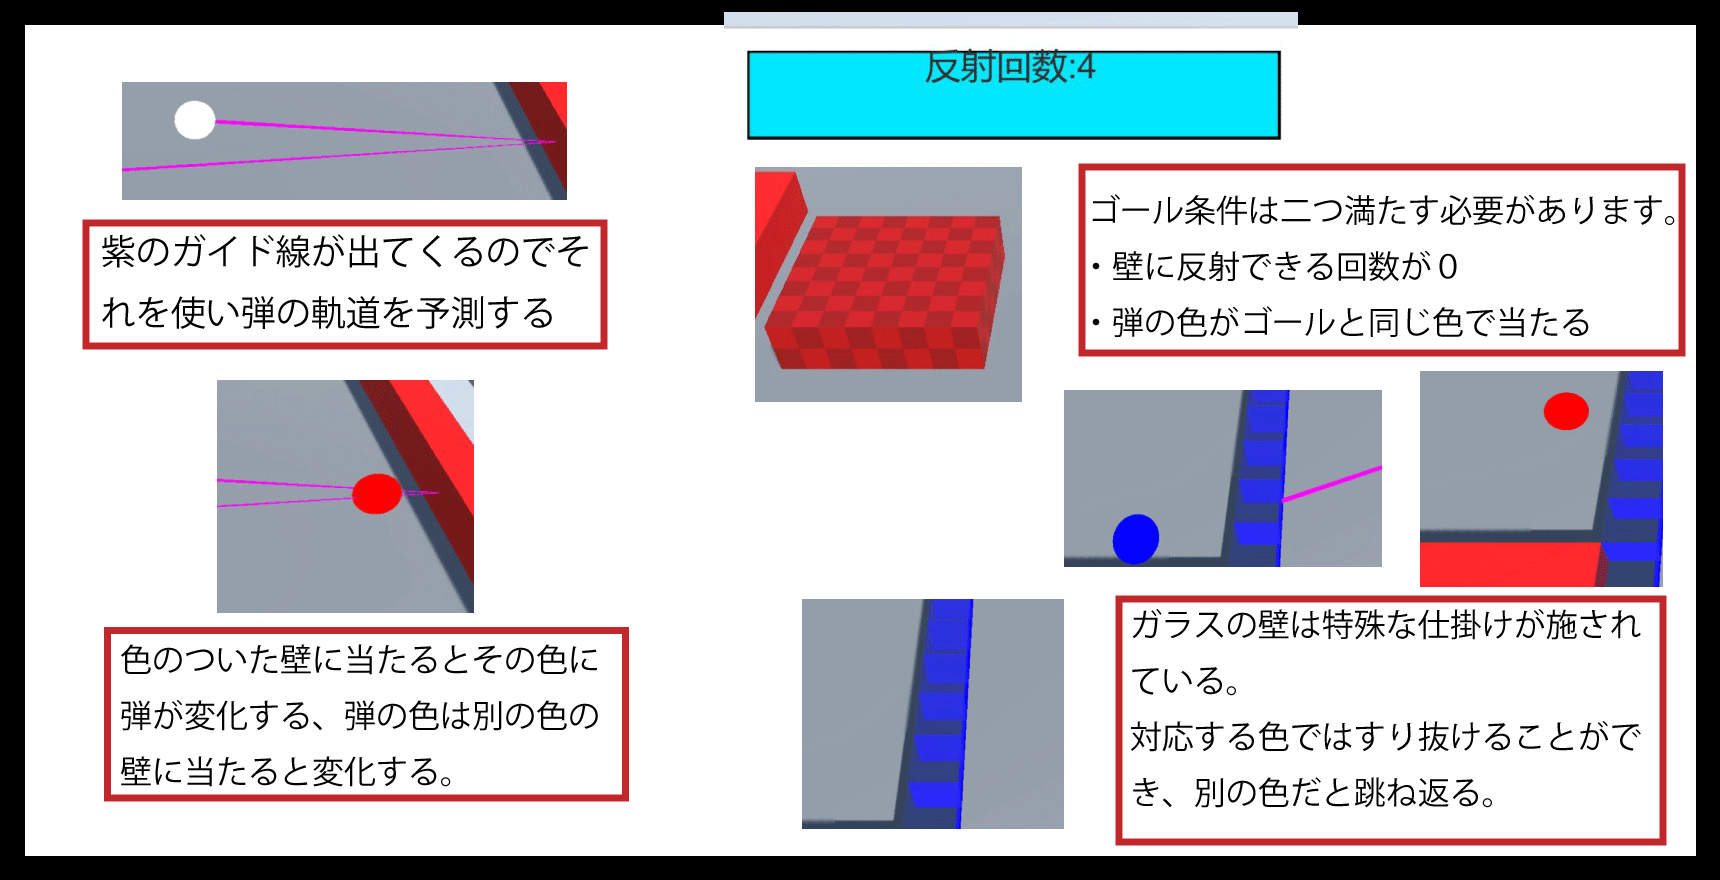 反射回数:4
紫のガイド線が出てくるのでそ
れを使い弾の軌道を予測する
ゴール条件は二つ満たす必要があります。
・壁に反射できる回数が０
・弾の色がゴールと同じ色で当たる
色のついた壁に当たるとその色に
弾が変化する、弾の色は別の色の
壁に当たると変化する。
ガラスの壁は特殊な仕掛けが施され
ている。
対応する色ではすり抜けることがで
き、別の色だと跳ね返る。